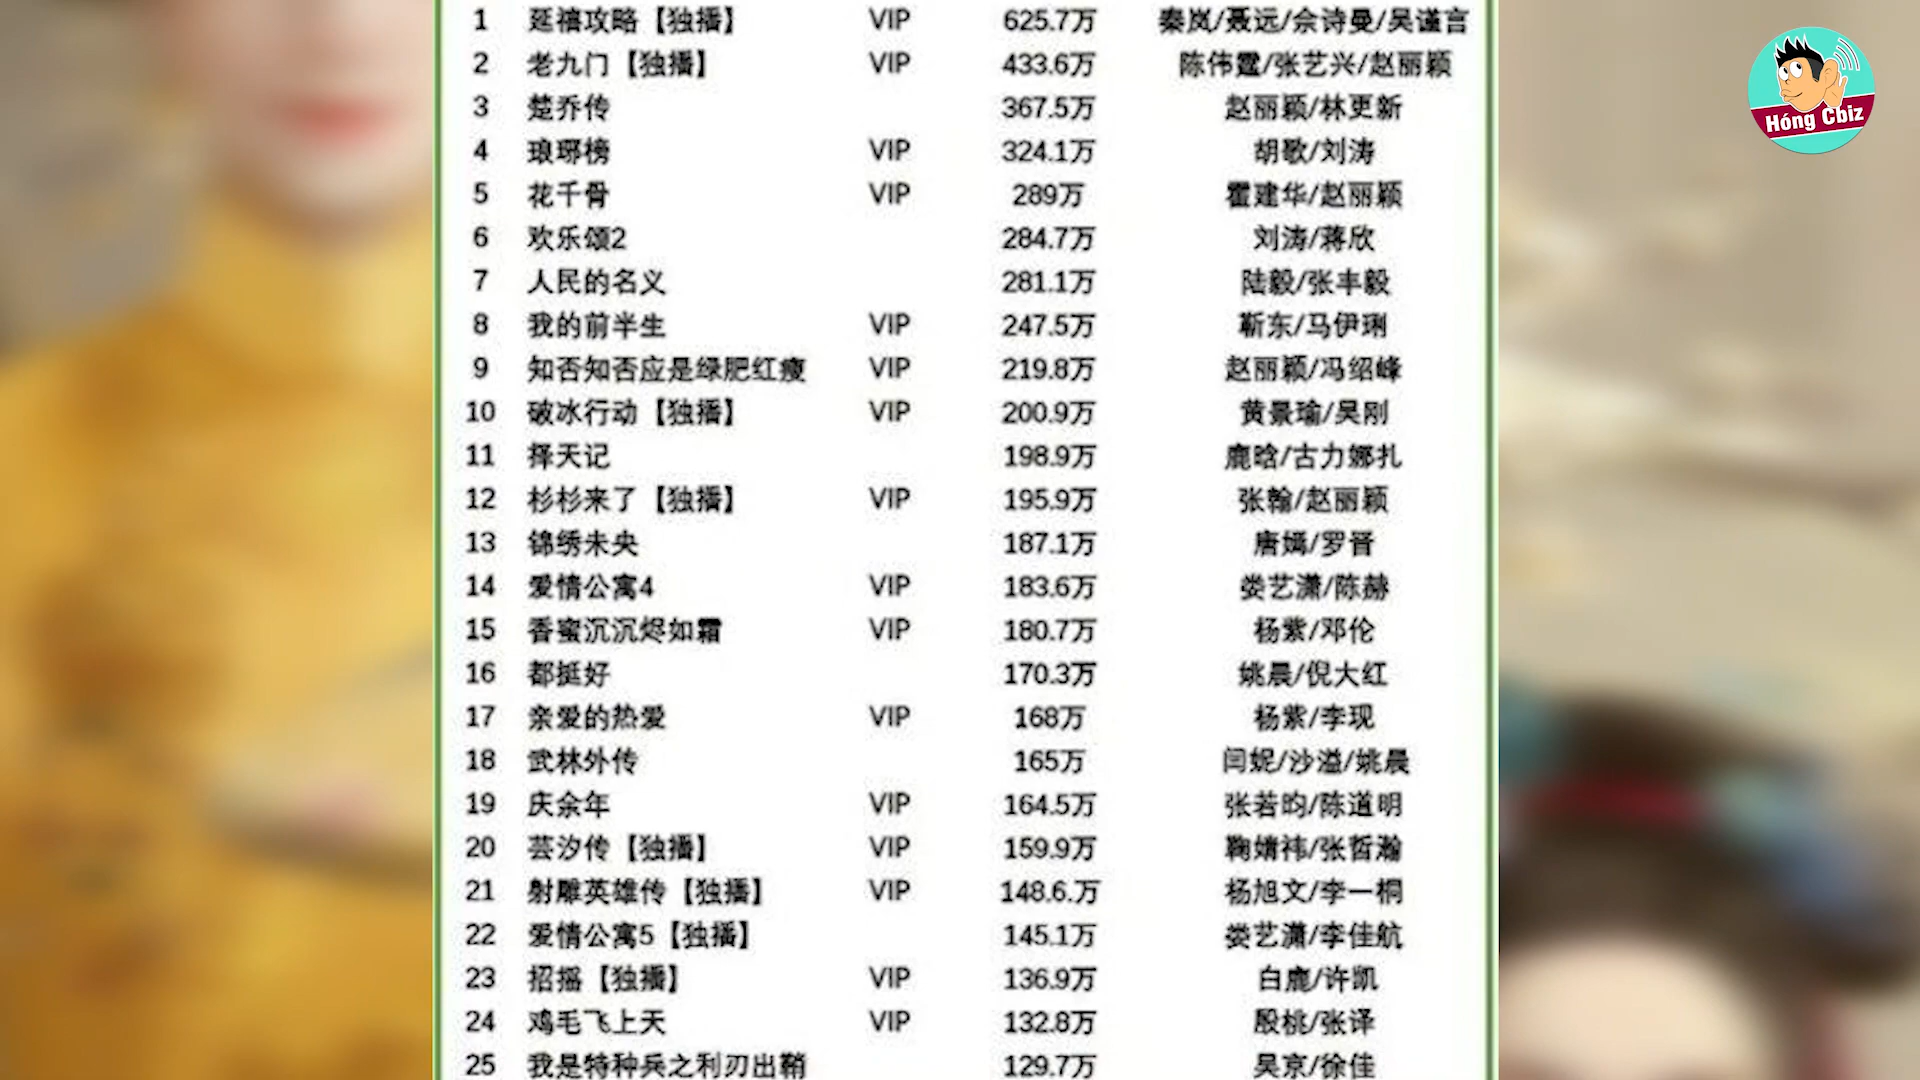 1 延禧攻略【独播】 VIP 625.7万 秦岚/聂远/佘诗曼/吴谨言
2 老九门【独播】 VIP 433.6万 陈伟霆/张艺兴/赵丽颖
3 楚乔传 367.5万 赵丽颖/林更新
4 琅琊榜 VIP 324.1万 胡歌/刘涛
5 花千骨 VIP 289万 霍建华/赵丽颖
6 欢乐颂2 284.7万 刘涛/蒋欣
7 人民的名义 281.1万 陆毅/张丰毅
8 我的前半生 VIP 247.5万 靳东/马伊琍
9 知否知否应是绿肥红瘦 VIP 219.8万 赵丽颖/冯绍峰
10 破冰行动【独播】 VIP 200.9万 黄景瑜/吴刚
11 择天记 198.9万 鹿晗/古力娜扎
12 杉杉来了【独播】 VIP 195.9万 张翰/赵丽颖
13 锦绣未央 187.1万 唐嫣/罗晋
14 爱情公寓4 VIP 183.6万 娄艺潇/陈赫
15 香蜜沉沉烬如霜 VIP 180.7万 杨紫/邓伦
16 都挺好 170.3万 姚晨/倪大红
17 亲爱的热爱 VIP 168万 杨紫/李现
18 武林外传 165万 闫妮/沙溢/姚晨
19 庆余年 VIP 164.5万 张若昀/陈道明
20 芸汐传【独播】 VIP 159.9万 鞠婧祎/张哲瀚
21 射雕英雄传【独播】 VIP 148.6.万 杨旭文/李一桐
22 爱情公寓5【独播】 145.1万 娄艺潇/李佳航
23 招摇【独播】 VIP 136.9万 白鹿/许凯
24 鸡毛飞上天 VIP 132.8万 殷桃/张译
25 我是特种兵之利刃出鞘 129.7万 吴京/徐佳
Hóng Cbiz